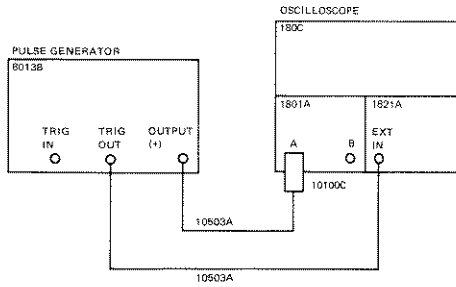 OSCILLOSCOPE
180C
PULSE GENERATOR
8013B
1801A
1821A
TRIG IN
TRIG OUT
OUTPUT (+)
A
B
EXT IN
10100C
10503A
10503A